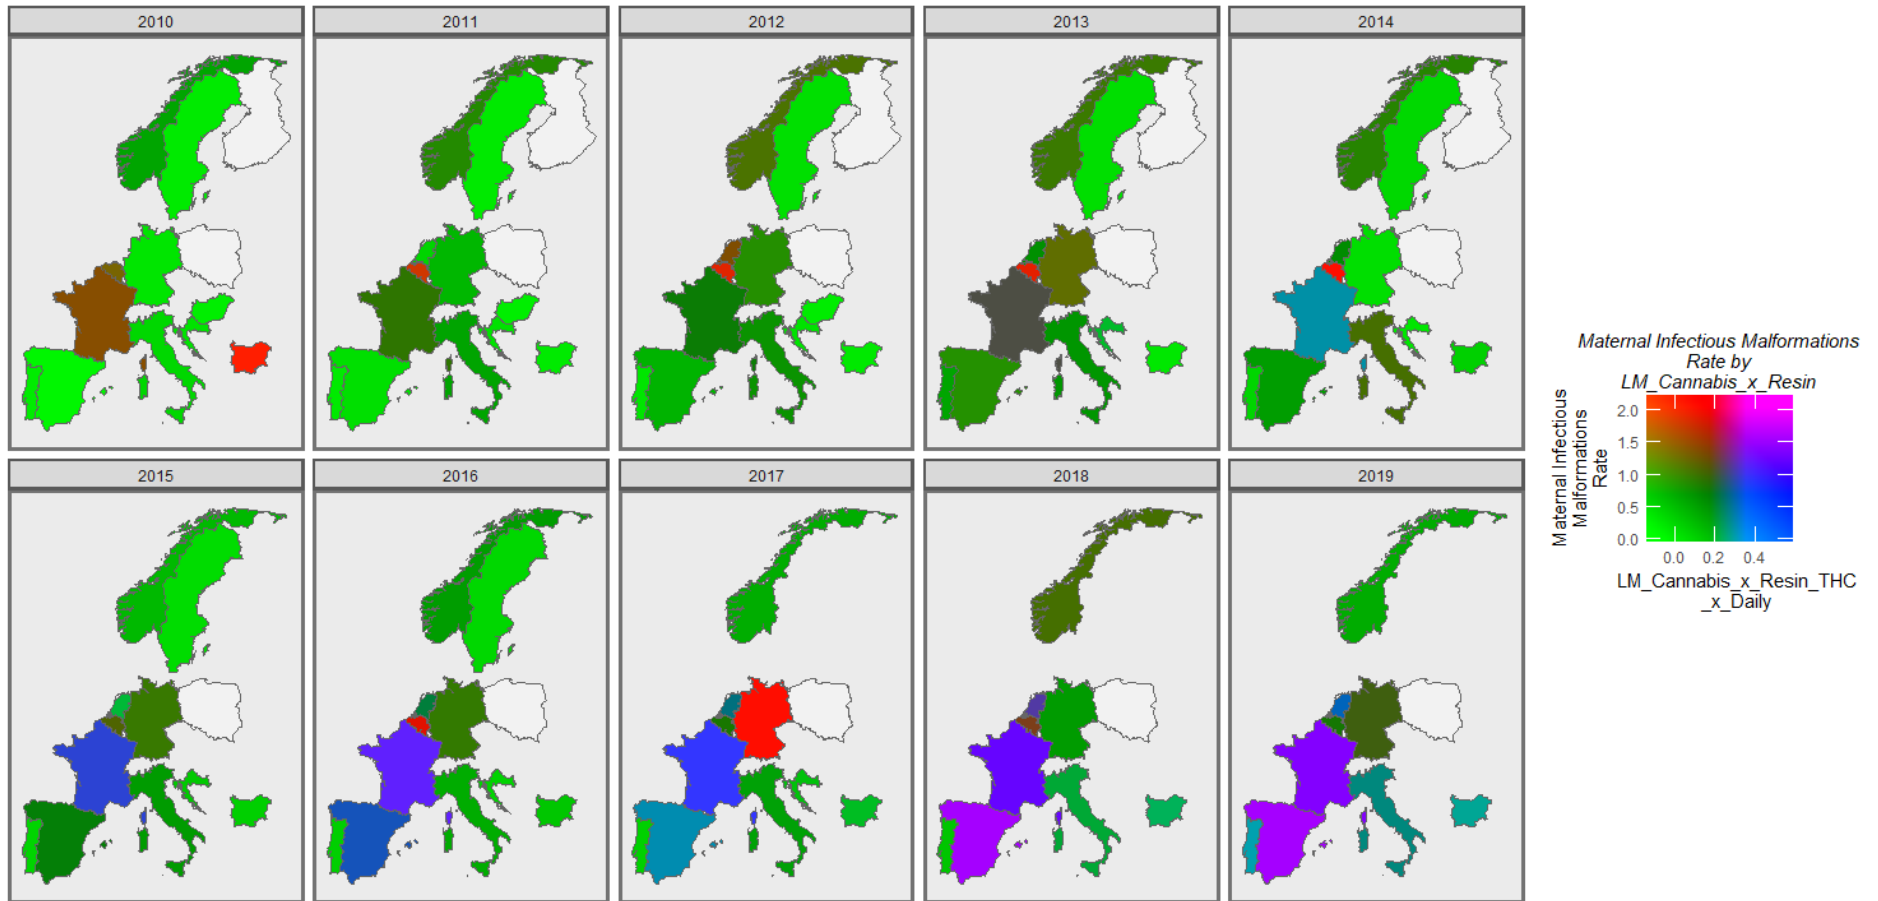 2010
2011
2012
2013
2014
2015
2016
2017
2018
2019
Maternal Infectious Malformations
Rate by
LM_Cannabis_x_Resin
Maternal Infectious
Malformations
Rate
2.0
1.5
1.0
0.5
0.0
0.0 0.2 0.4
LM_Cannabis_x_Resin_THC
_x_Daily